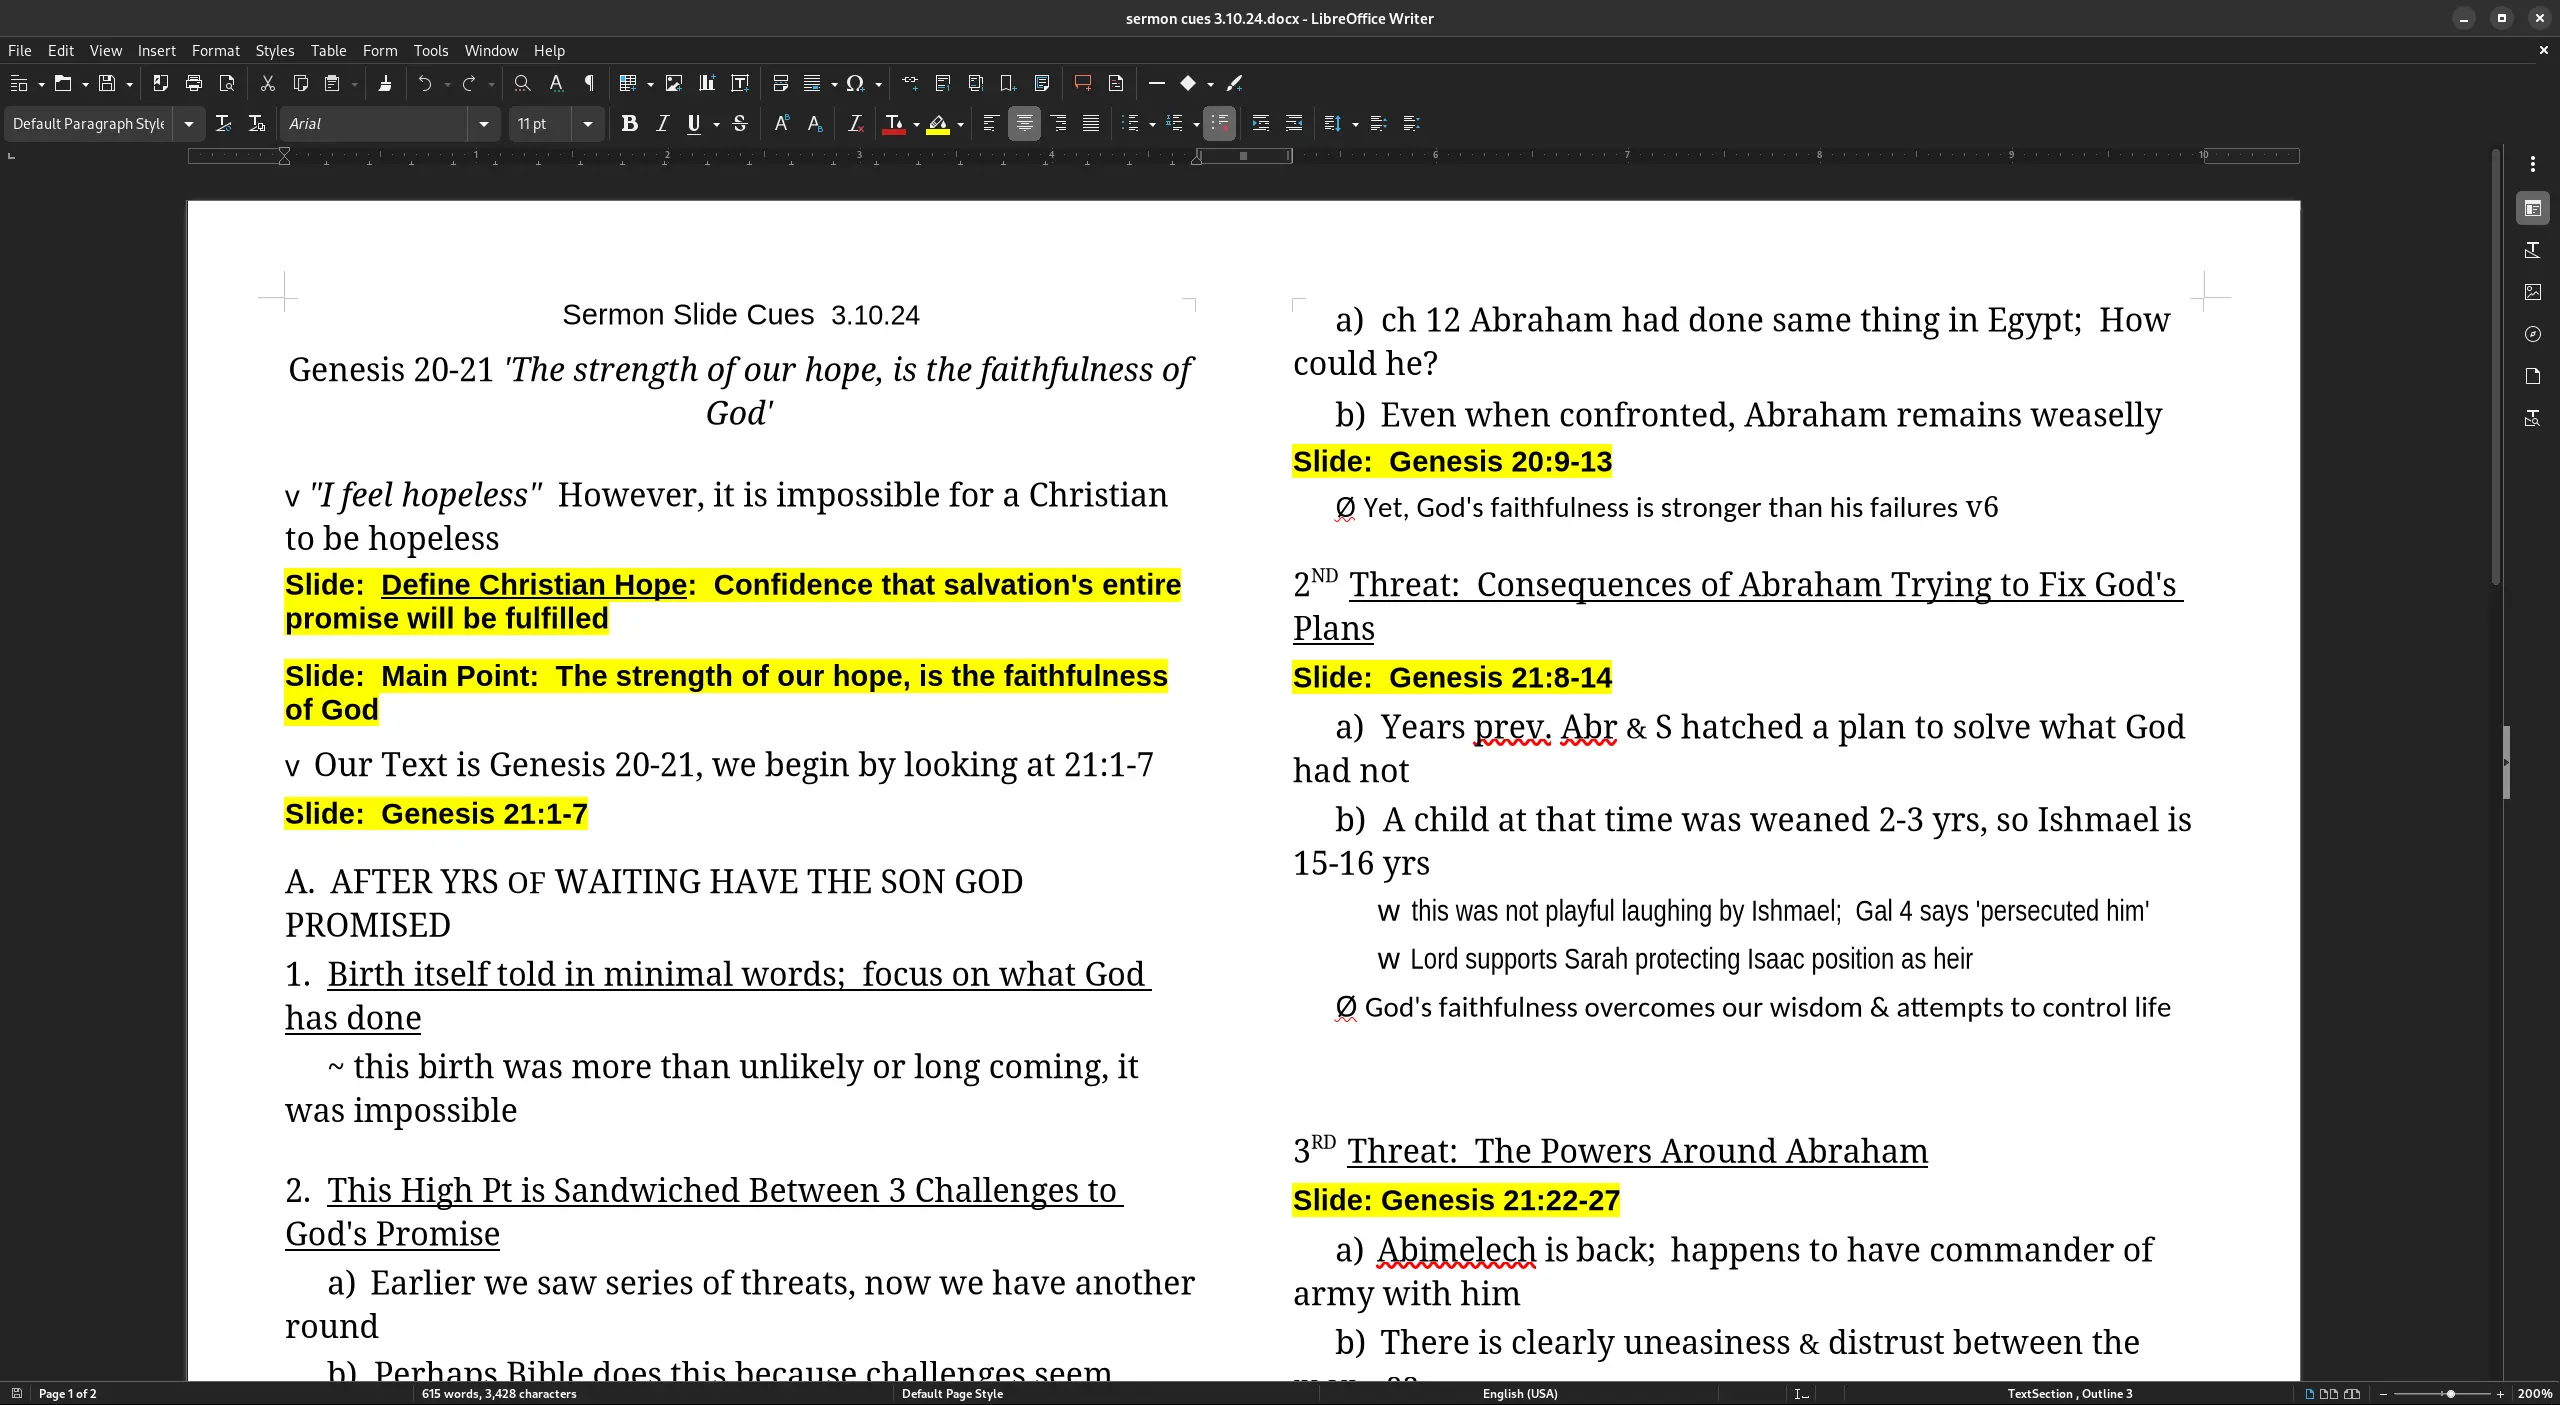 sermon cues 3.10.24.docx - LibreOffice Writer
File Edit View Insert Format Styles Table Form Tools Window Help
Default Paragraph Style Arial 11 pt
1 2 3 4 6 7 8 9 10
Sermon Slide Cues  3.10.24
Genesis 20-21 'The strength of our hope, is the faithfulness of
God'
v "I feel hopeless"  However, it is impossible for a Christian
to be hopeless
Slide:  Define Christian Hope:  Confidence that salvation's entire
promise will be fulfilled
Slide:  Main Point:  The strength of our hope, is the faithfulness
of God
v  Our Text is Genesis 20-21, we begin by looking at 21:1-7
Slide:  Genesis 21:1-7
A.  AFTER YRS OF WAITING HAVE THE SON GOD
PROMISED
1.  Birth itself told in minimal words;  focus on what God
has done
~ this birth was more than unlikely or long coming, it
was impossible
2.  This High Pt is Sandwiched Between 3 Challenges to
God's Promise
a)  Earlier we saw series of threats, now we have another
round
b)  Perhaps Bible does this because challenges seem
a)  ch 12 Abraham had done same thing in Egypt;  How
could he?
b)  Even when confronted, Abraham remains weaselly
Slide:  Genesis 20:9-13
Ø Yet, God's faithfulness is stronger than his failures v6
2ND Threat:  Consequences of Abraham Trying to Fix God's
Plans
Slide:  Genesis 21:8-14
a)  Years prev. Abr & S hatched a plan to solve what God
had not
b)  A child at that time was weaned 2-3 yrs, so Ishmael is
15-16 yrs
w  this was not playful laughing by Ishmael;  Gal 4 says 'persecuted him'
w  Lord supports Sarah protecting Isaac position as heir
Ø God's faithfulness overcomes our wisdom & attempts to control life
3RD Threat:  The Powers Around Abraham
Slide: Genesis 21:22-27
a)  Abimelech is back;  happens to have commander of
army with him
b)  There is clearly uneasiness & distrust between the
Page 1 of 2 615 words, 3,428 characters Default Page Style English (USA) TextSection , Outline 3 200%